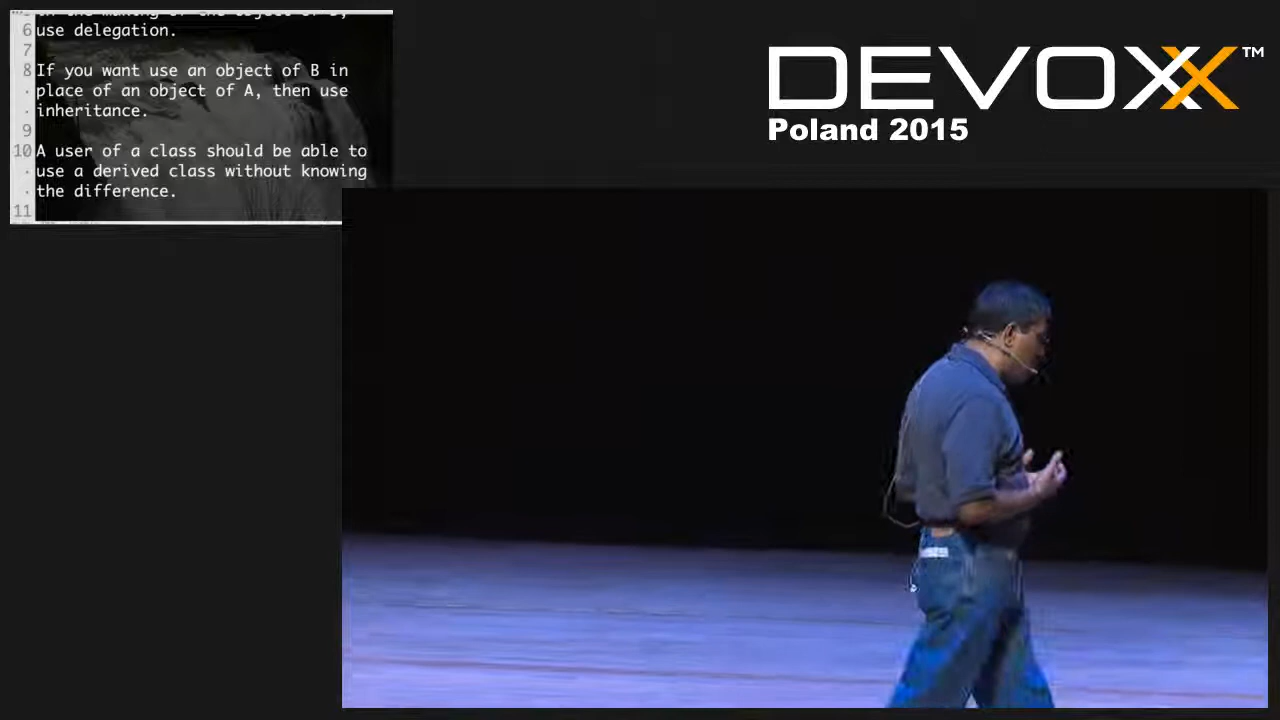 6 use delegation.
7
8 If you want use an object of B in
place of an object of A, then use
inheritance.
9
10 A user of a class should be able to
use a derived class without knowing
the difference.
11
DEVOXX™
Poland 2015